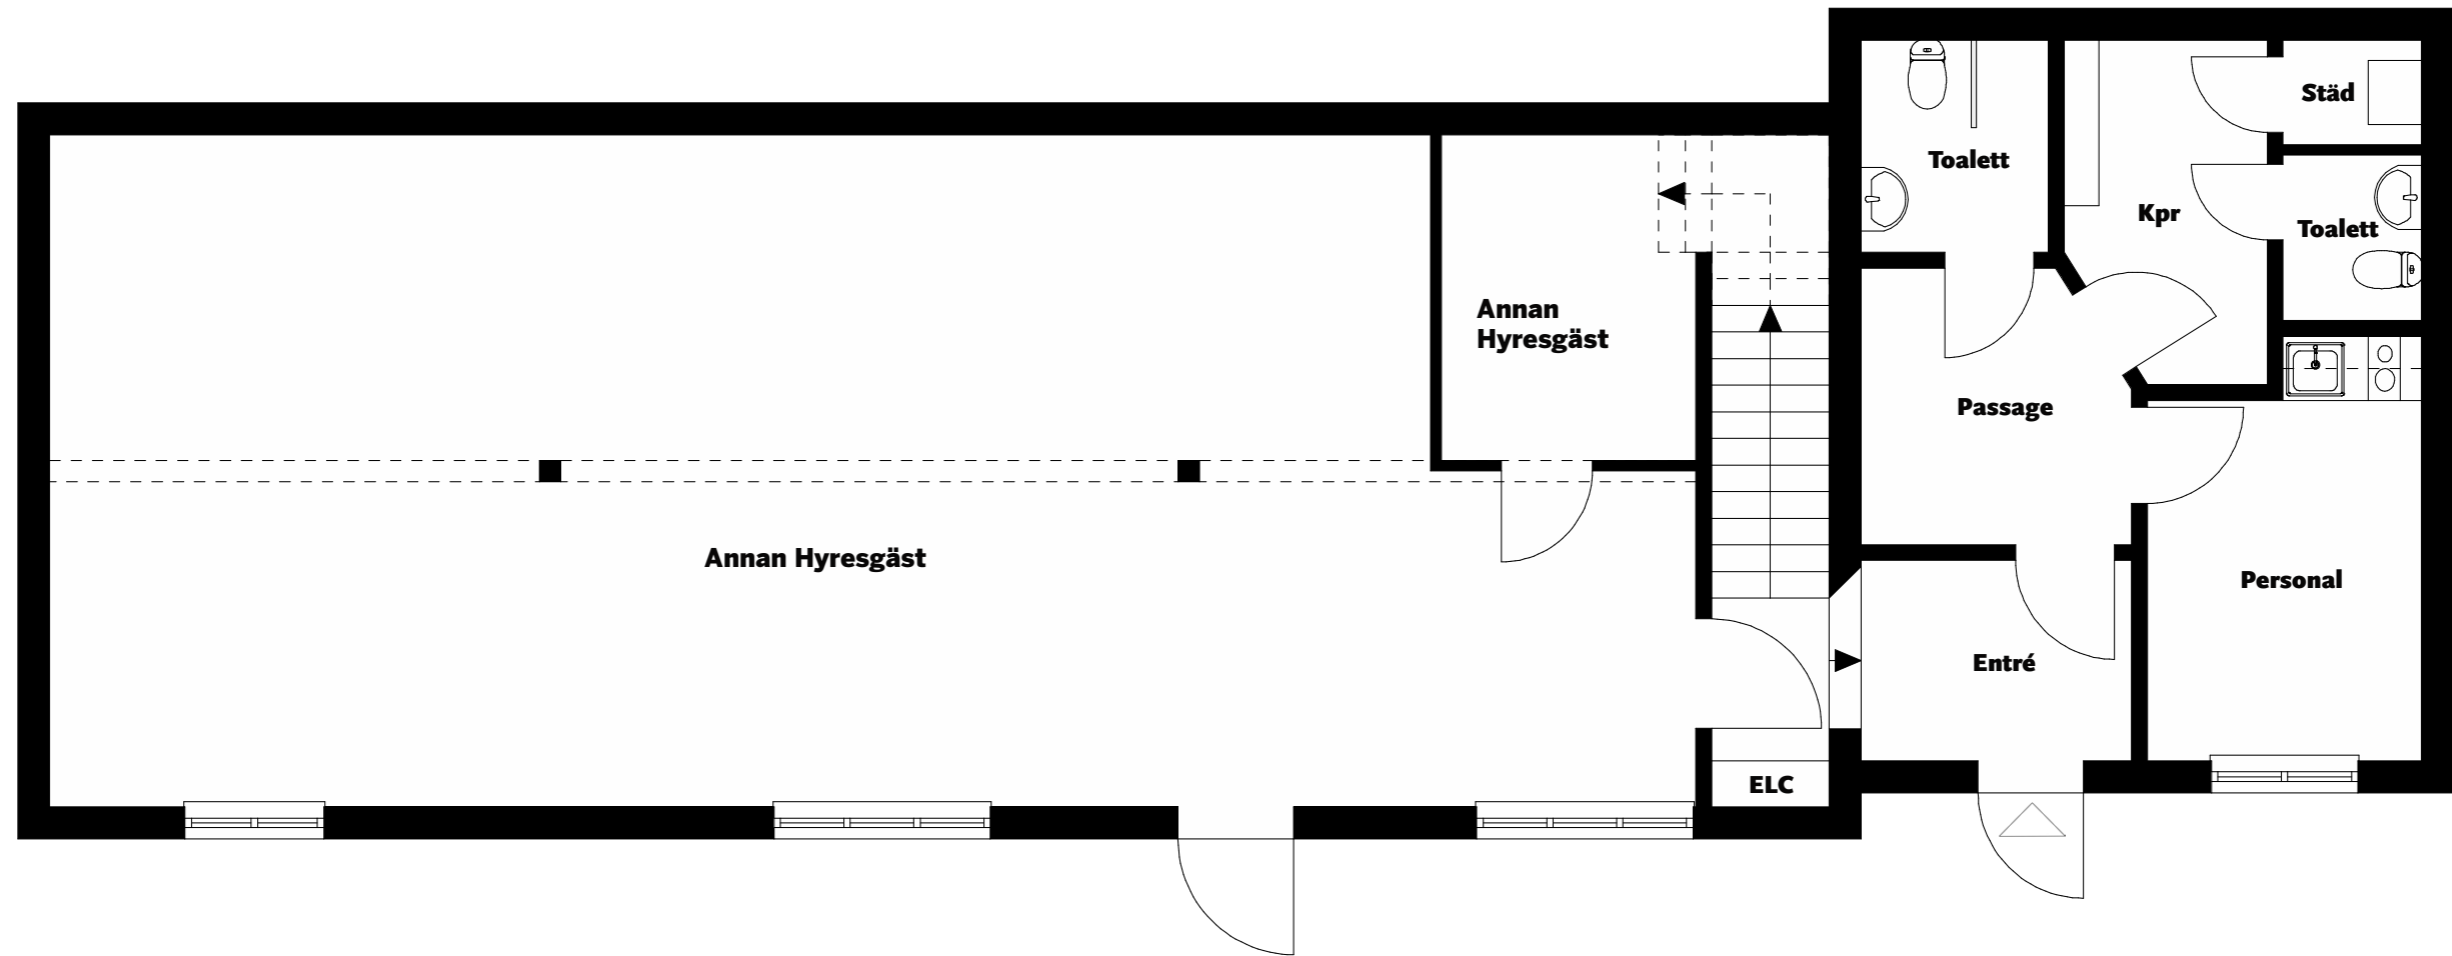 Städ
Toalett
Kpr
Toalett
Annan
Hyresgäst
Passage
Annan Hyresgäst
Personal
Entré
ELC